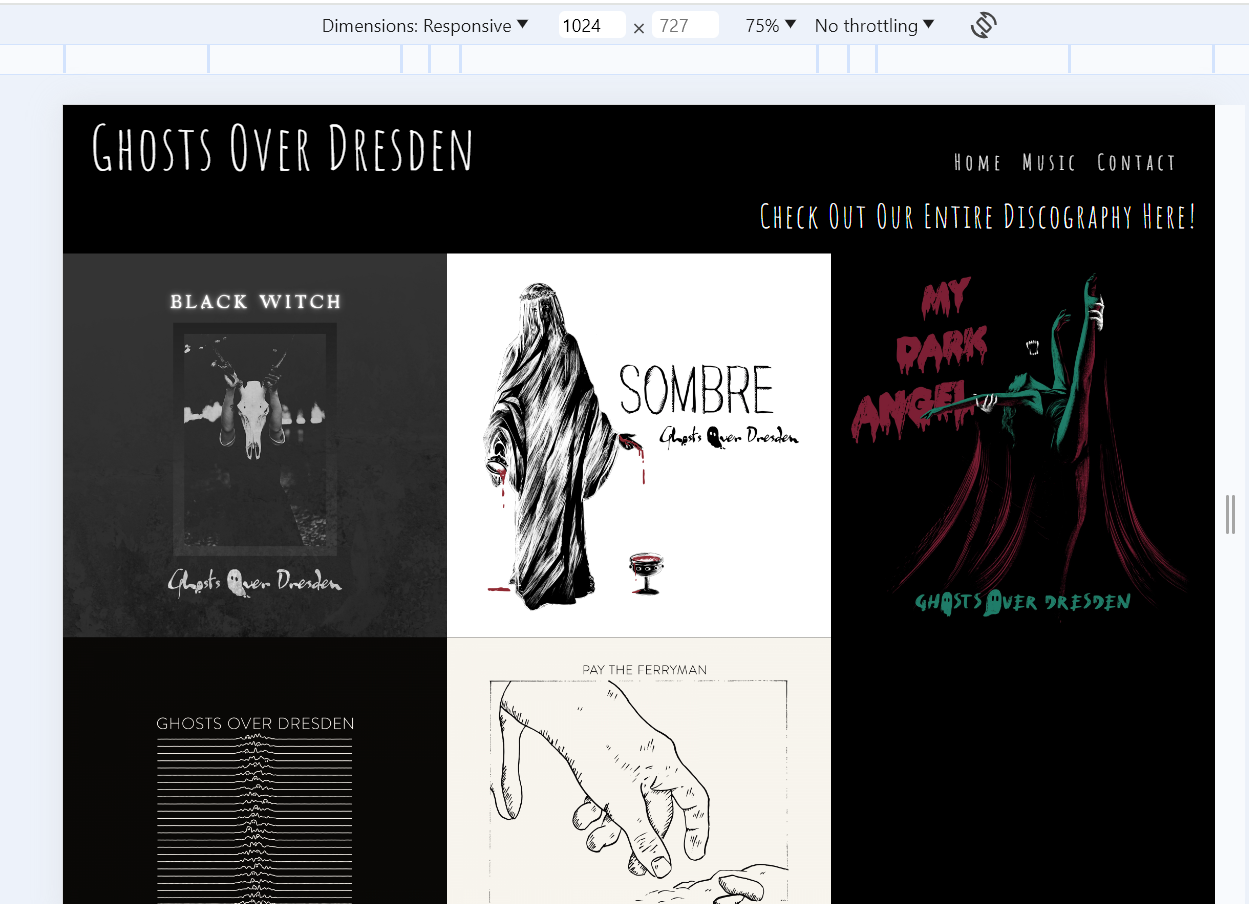 Dimensions: Responsive ▼ 1024 × 727 75% ▼ No throttling ▼
Ghosts Over Dresden
Home Music Contact
Check Out Our Entire Discography Here!
BLACK WITCH
Ghosts Over Dresden
SOMBRE
Ghosts Over Dresden
MY
DARK
ANGEL
GHOSTS OVER DRESDEN
GHOSTS OVER DRESDEN
PAY THE FERRYMAN